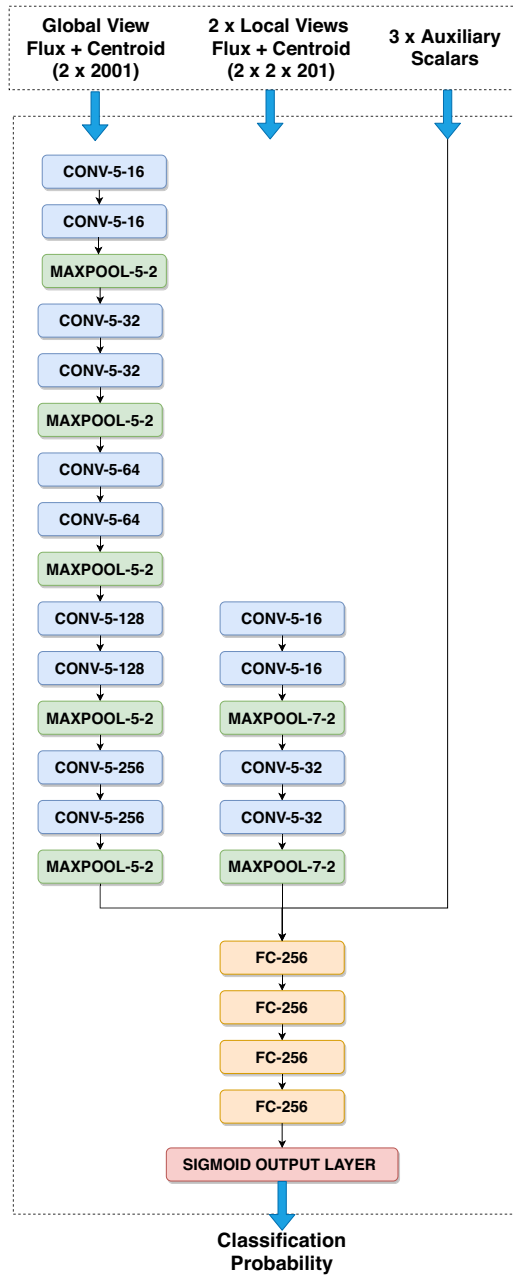 Global View
Flux + Centroid
(2 x 2001)
2 x Local Views
Flux + Centroid
(2 x 2 x 201)
3 x Auxiliary
Scalars
CONV-5-16
CONV-5-16
MAXPOOL-5-2
CONV-5-32
CONV-5-32
MAXPOOL-5-2
CONV-5-64
CONV-5-64
MAXPOOL-5-2
CONV-5-128
CONV-5-128
MAXPOOL-5-2
CONV-5-256
CONV-5-256
MAXPOOL-5-2
CONV-5-16
CONV-5-16
MAXPOOL-7-2
CONV-5-32
CONV-5-32
MAXPOOL-7-2
FC-256
FC-256
FC-256
FC-256
SIGMOID OUTPUT LAYER
Classification
Probability